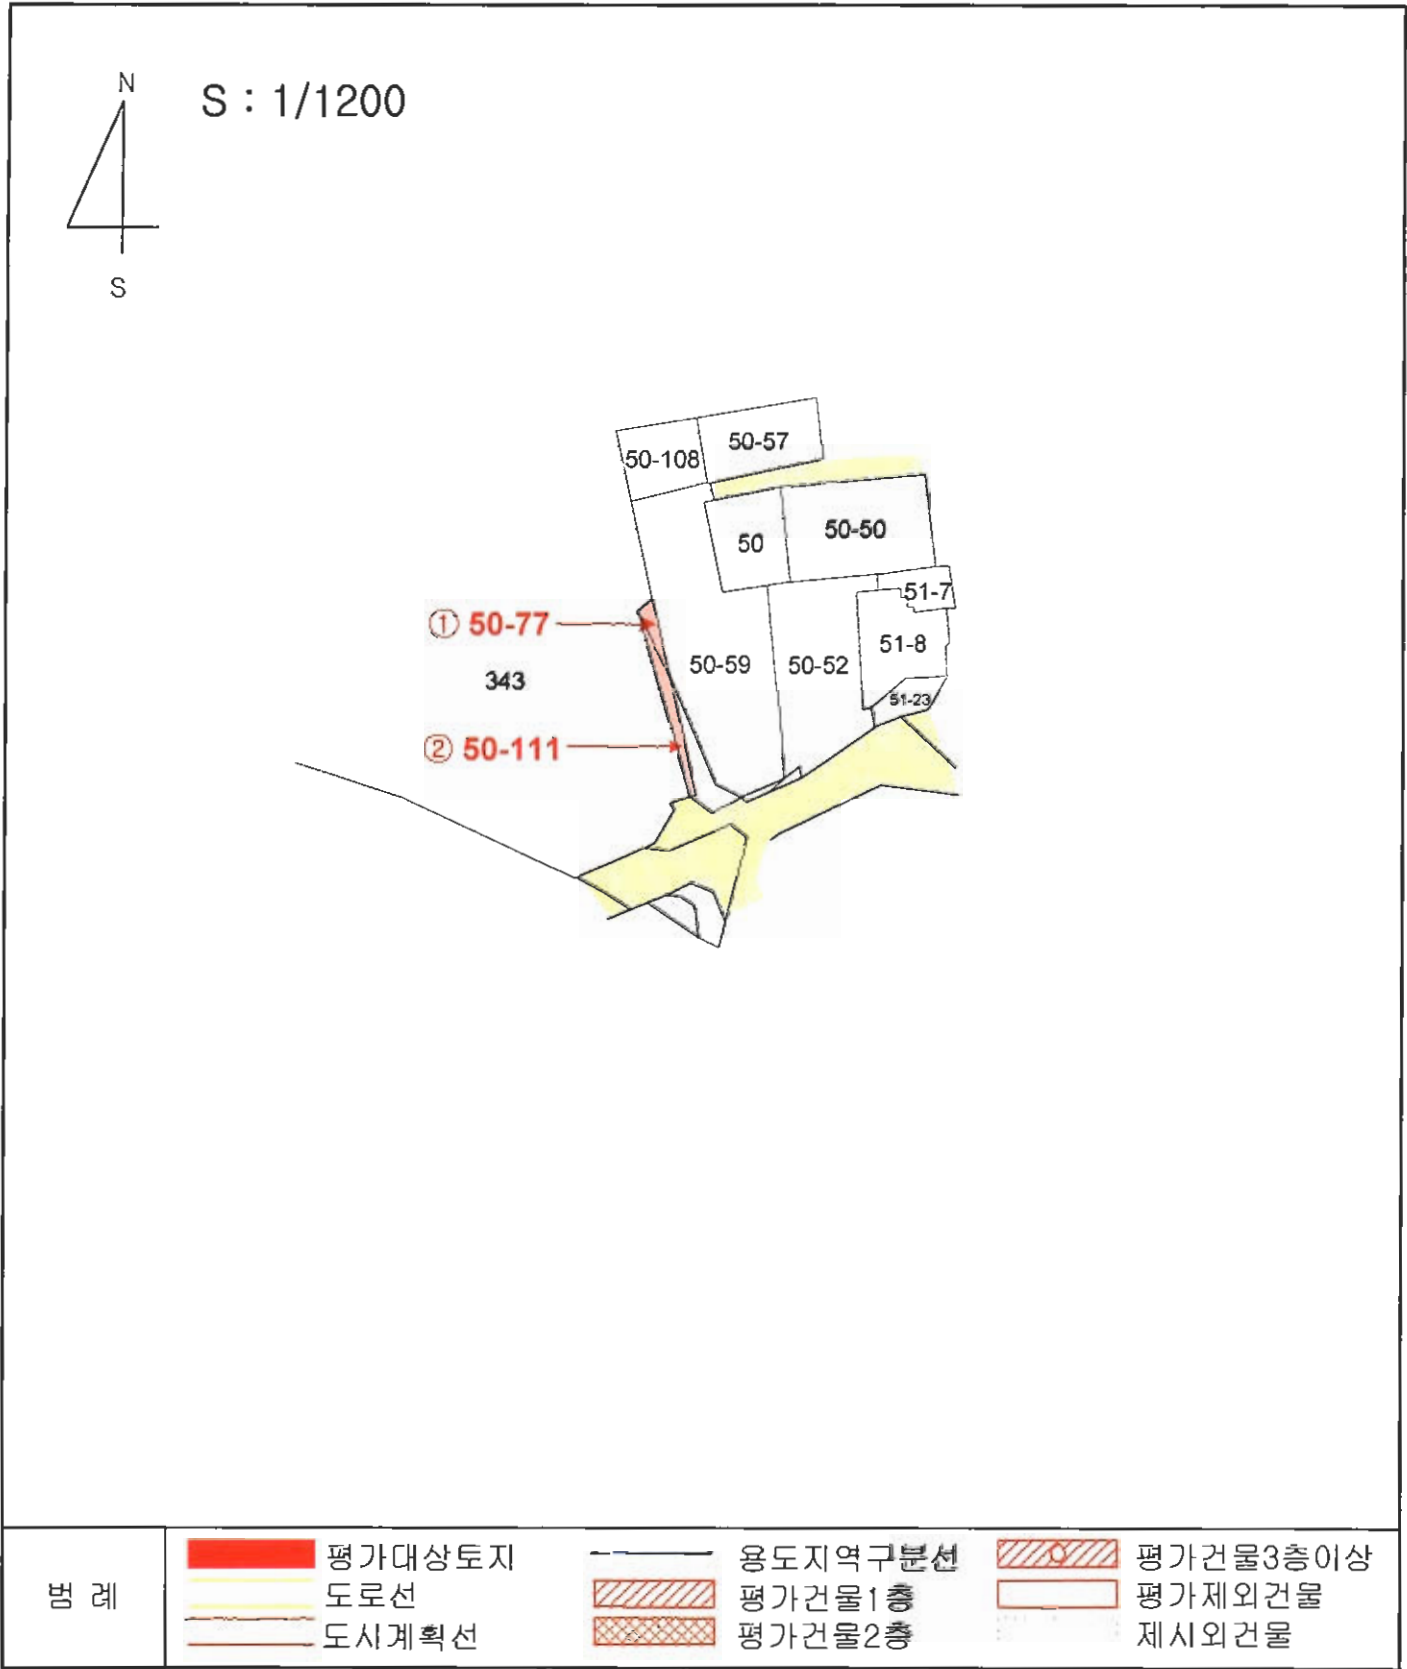 N
S : 1/1200
S
50-108
50-57
50
50-50
51-7
① 50-77
51-8
50-59
50-52
343
51-23
② 50-111
범 례
평가대상토지
도로선
도시계획선
용도지역구분선
평가건물1층
평가건물2층
평가건물3층이상
평가제외건물
제시외건물